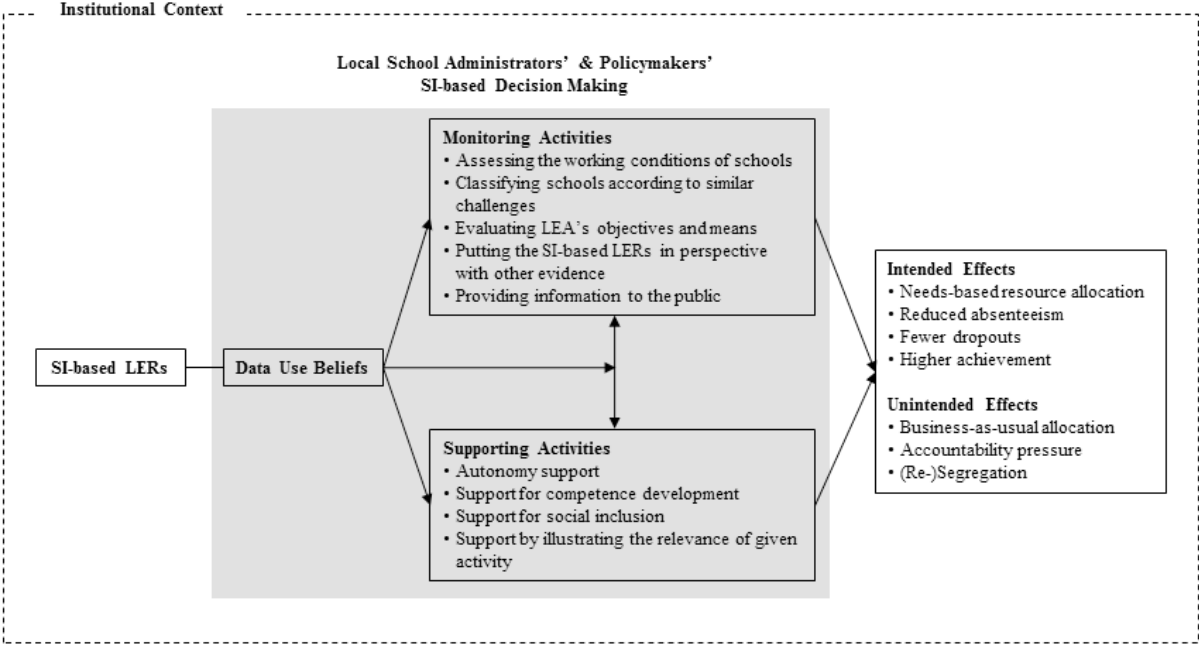 Institutional Context
Local School Administrators’ & Policymakers’
SI-based Decision Making
Monitoring Activities
• Assessing the working conditions of schools
• Classifying schools according to similar
challenges
• Evaluating LEA’s objectives and means
• Putting the SI-based LERs in perspective
with other evidence
• Providing information to the public
SI-based LERs
Data Use Beliefs
Supporting Activities
• Autonomy support
• Support for competence development
• Support for social inclusion
• Support by illustrating the relevance of given
activity
Intended Effects
• Needs-based resource allocation
• Reduced absenteeism
• Fewer dropouts
• Higher achievement
Unintended Effects
• Business-as-usual allocation
• Accountability pressure
• (Re-)Segregation